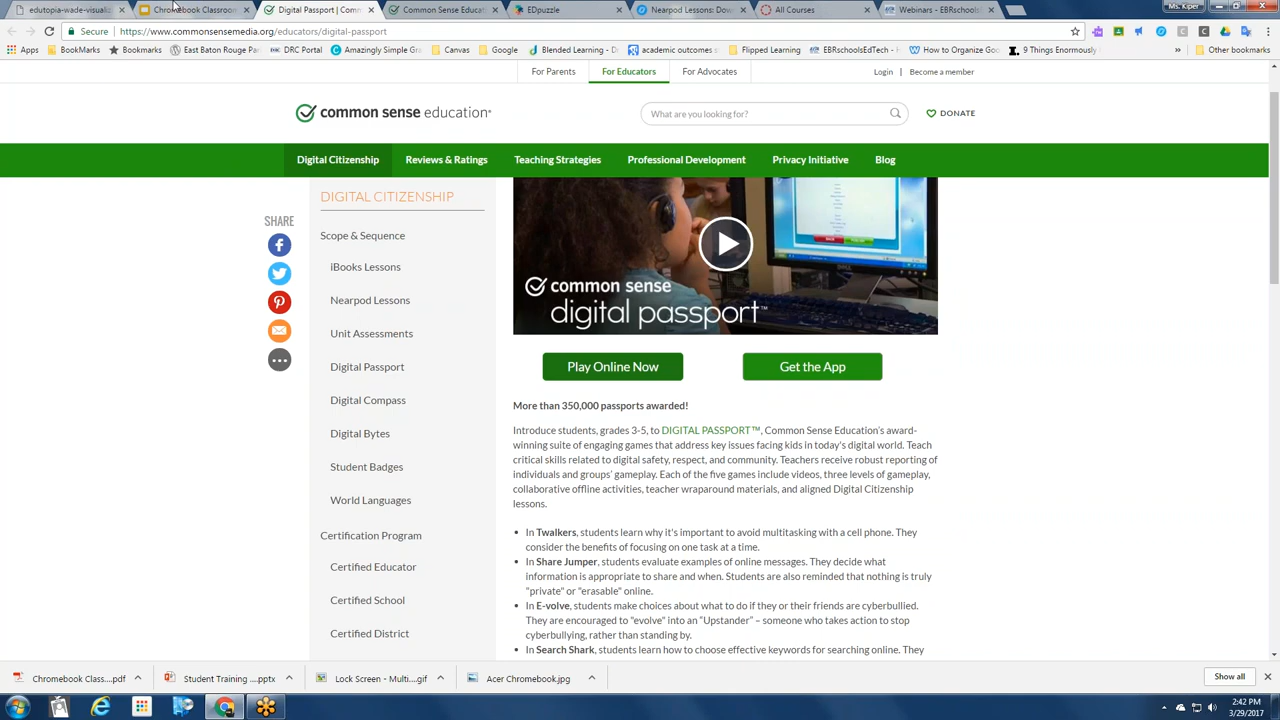 edutopia-wade-visualiz
Chromebook Classroom
Digital Passport | Comm
Common Sense Educat
EDpuzzle
Nearpod Lessons: Dow
All Courses
Webinars - EBRschools
Ms. Kiper
Secure
https://www.commonsensemedia.org/educators/digital-passport
Apps
BookMarks
Bookmarks
East Baton Rouge Par
DRC Portal
Amazingly Simple Gra
Canvas
Google
Blended Learning - D
academic outcomes s
Flipped Learning
EBRschoolsEdTech -
How to Organize Goo
9 Things Enormously
»
Other bookmarks
For Parents
For Educators
For Advocates
Login | Become a member
common sense education®
What are you looking for?
DONATE
Digital Citizenship
Reviews & Ratings
Teaching Strategies
Professional Development
Privacy Initiative
Blog
DIGITAL CITIZENSHIP
SHARE
Scope & Sequence
iBooks Lessons
Nearpod Lessons
Unit Assessments
Digital Passport
Digital Compass
Digital Bytes
Student Badges
World Languages
Certification Program
Certified Educator
Certified School
Certified District
common sense
digital passport™
Play Online Now
Get the App
More than 350,000 passports awarded!
Introduce students, grades 3-5, to DIGITAL PASSPORT™, Common Sense Education's award-
winning suite of engaging games that address key issues facing kids in today's digital world. Teach
critical skills related to digital safety, respect, and community. Teachers receive robust reporting of
individuals and groups' gameplay. Each of the five games include videos, three levels of gameplay,
collaborative offline activities, teacher wraparound materials, and aligned Digital Citizenship
lessons.
• In Twalkers, students learn why it's important to avoid multitasking with a cell phone. They
consider the benefits of focusing on one task at a time.
• In Share Jumper, students evaluate examples of online messages. They decide what
information is appropriate to share and when. Students are also reminded that nothing is truly
"private" or "erasable" online.
• In E-volve, students make choices about what to do if they or their friends are cyberbullied.
They are encouraged to "evolve" into an "Upstander" – someone who takes action to stop
cyberbullying, rather than standing by.
• In Search Shark, students learn how to choose effective keywords for searching online. They
Chromebook Class....pdf
Student Training ....pptx
Lock Screen - Multi....gif
Acer Chromebook.jpg
Show all
2:42 PM
3/29/2017